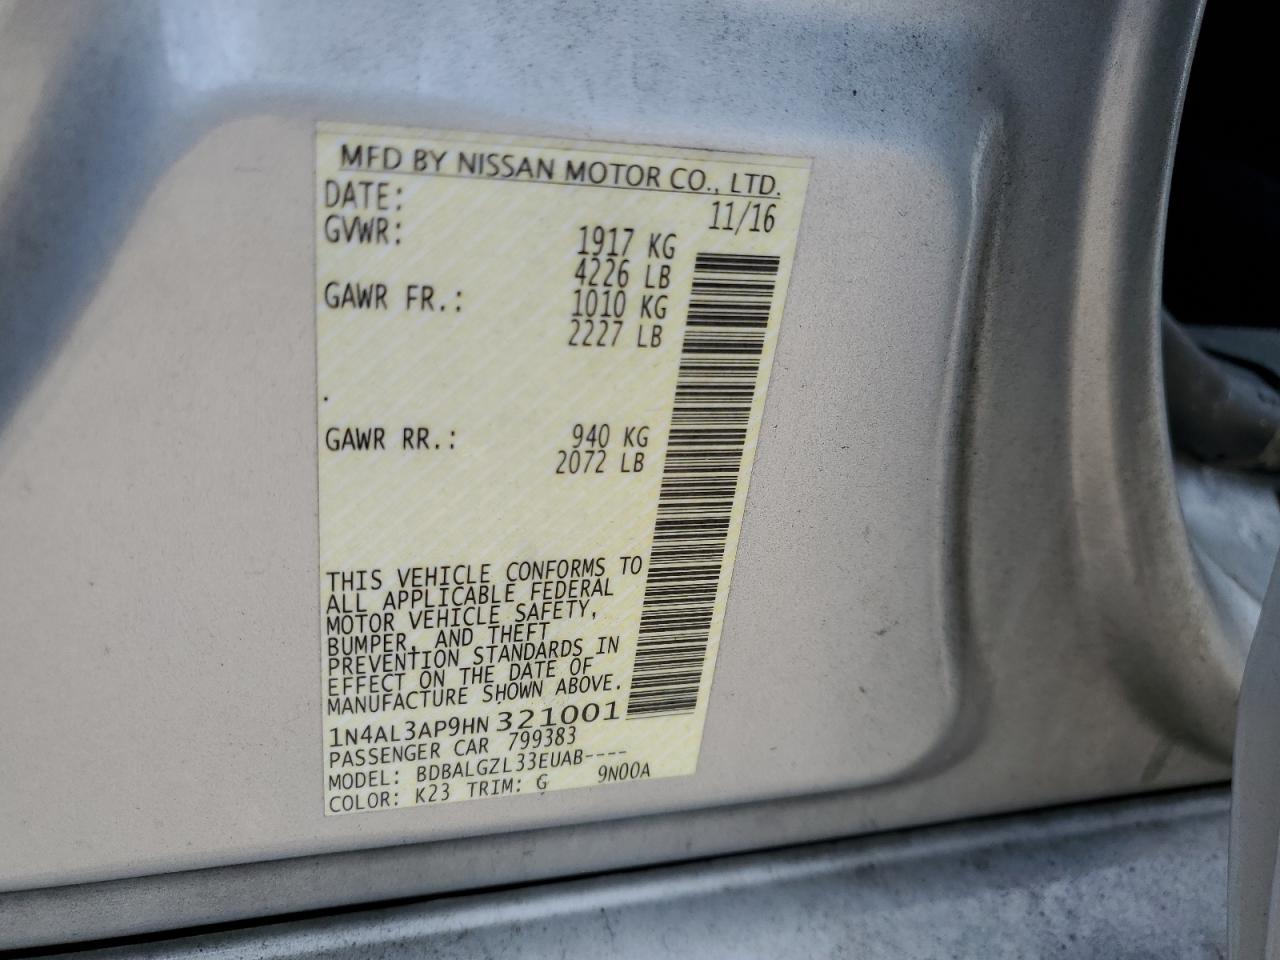 MFD BY NISSAN MOTOR CO., LTD.
DATE: 11/16
GVWR: 1917 KG
4226 LB
GAWR FR.: 1010 KG
2227 LB
GAWR RR.: 940 KG
2072 LB
THIS VEHICLE CONFORMS TO
ALL APPLICABLE FEDERAL
MOTOR VEHICLE SAFETY,
BUMPER, AND THEFT
PREVENTION STANDARDS IN
EFFECT ON THE DATE OF
MANUFACTURE SHOWN ABOVE.
1N4AL3AP9HN321001
PASSENGER CAR 799383
MODEL: BDBALGZL33EUAB----
COLOR: K23 TRIM: G 9N00A